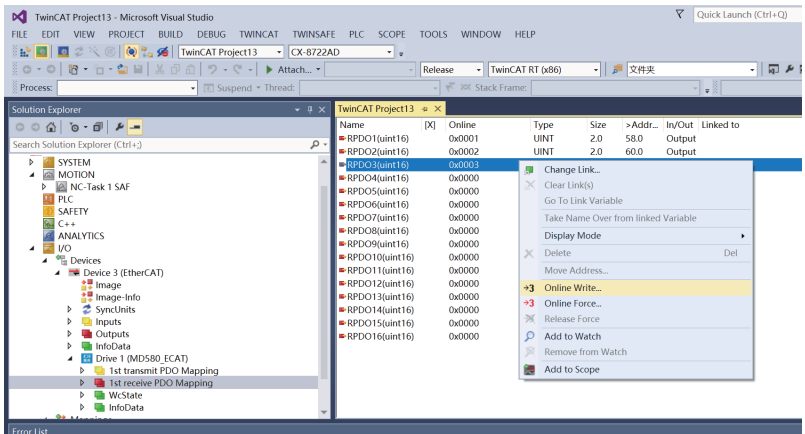 TwinCAT Project13 - Microsoft Visual Studio
Quick Launch (Ctrl+Q)
FILE EDIT VIEW PROJECT BUILD DEBUG TWINCAT TWINSAFE PLC SCOPE TOOLS WINDOW HELP
TwinCAT Project13 CX-8722AD
Attach... Release TwinCAT RT (x86) 文件夹
Process: Suspend Thread: Stack Frame:
Solution Explorer
Search Solution Explorer (Ctrl+;)
SYSTEM
MOTION
NC-Task 1 SAF
PLC
SAFETY
C++
ANALYTICS
I/O
Devices
Device 3 (EtherCAT)
Image
Image-Info
SyncUnits
Inputs
Outputs
InfoData
Drive 1 (MD580_ECAT)
1st transmit PDO Mapping
1st receive PDO Mapping
WcState
InfoData
Mappings
TwinCAT Project13
Name [X] Online Type Size >Addr... In/Out Linked to
RPDO1(uint16) 0x0001 UINT 2.0 58.0 Output
RPDO2(uint16) 0x0002 UINT 2.0 60.0 Output
RPDO3(uint16) 0x0003
RPDO4(uint16) 0x0000
RPDO5(uint16) 0x0000
RPDO6(uint16) 0x0000
RPDO7(uint16) 0x0000
RPDO8(uint16) 0x0000
RPDO9(uint16) 0x0000
RPDO10(uint16) 0x0000
RPDO11(uint16) 0x0000
RPDO12(uint16) 0x0000
RPDO13(uint16) 0x0000
RPDO14(uint16) 0x0000
RPDO15(uint16) 0x0000
RPDO16(uint16) 0x0000
Change Link...
Clear Link(s)
Go To Link Variable
Take Name Over from linked Variable
Display Mode
Delete Del
Move Address...
Online Write...
Online Force...
Release Force
Add to Watch
Remove from Watch
Add to Scope
Error List